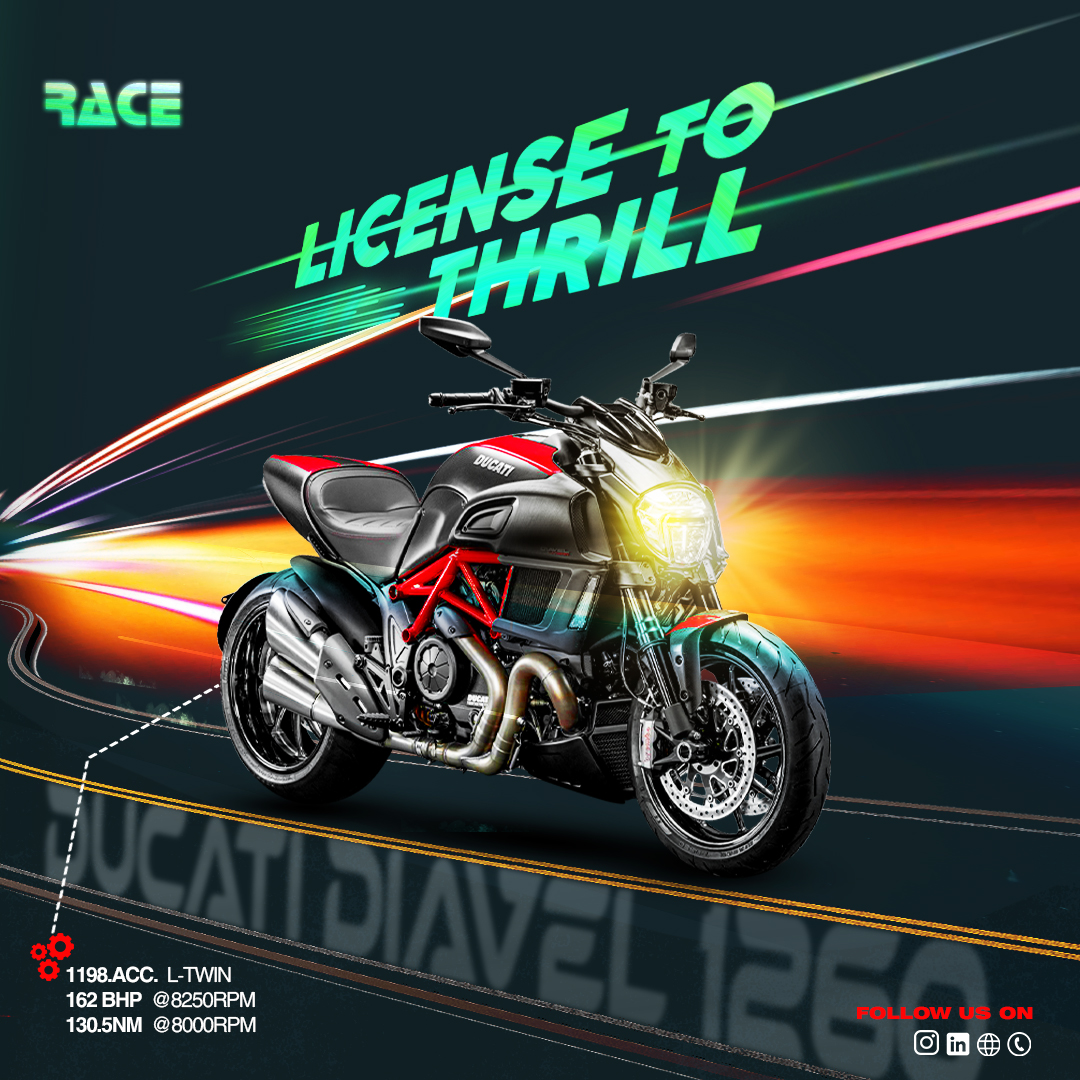 RACE
LICENSE TO
THRILL
DUCATI
DUCATI DIAVEL 1260
1198.ACC. L-TWIN
162 BHP @8250RPM
130.5NM @8000RPM
FOLLOW US ON
in